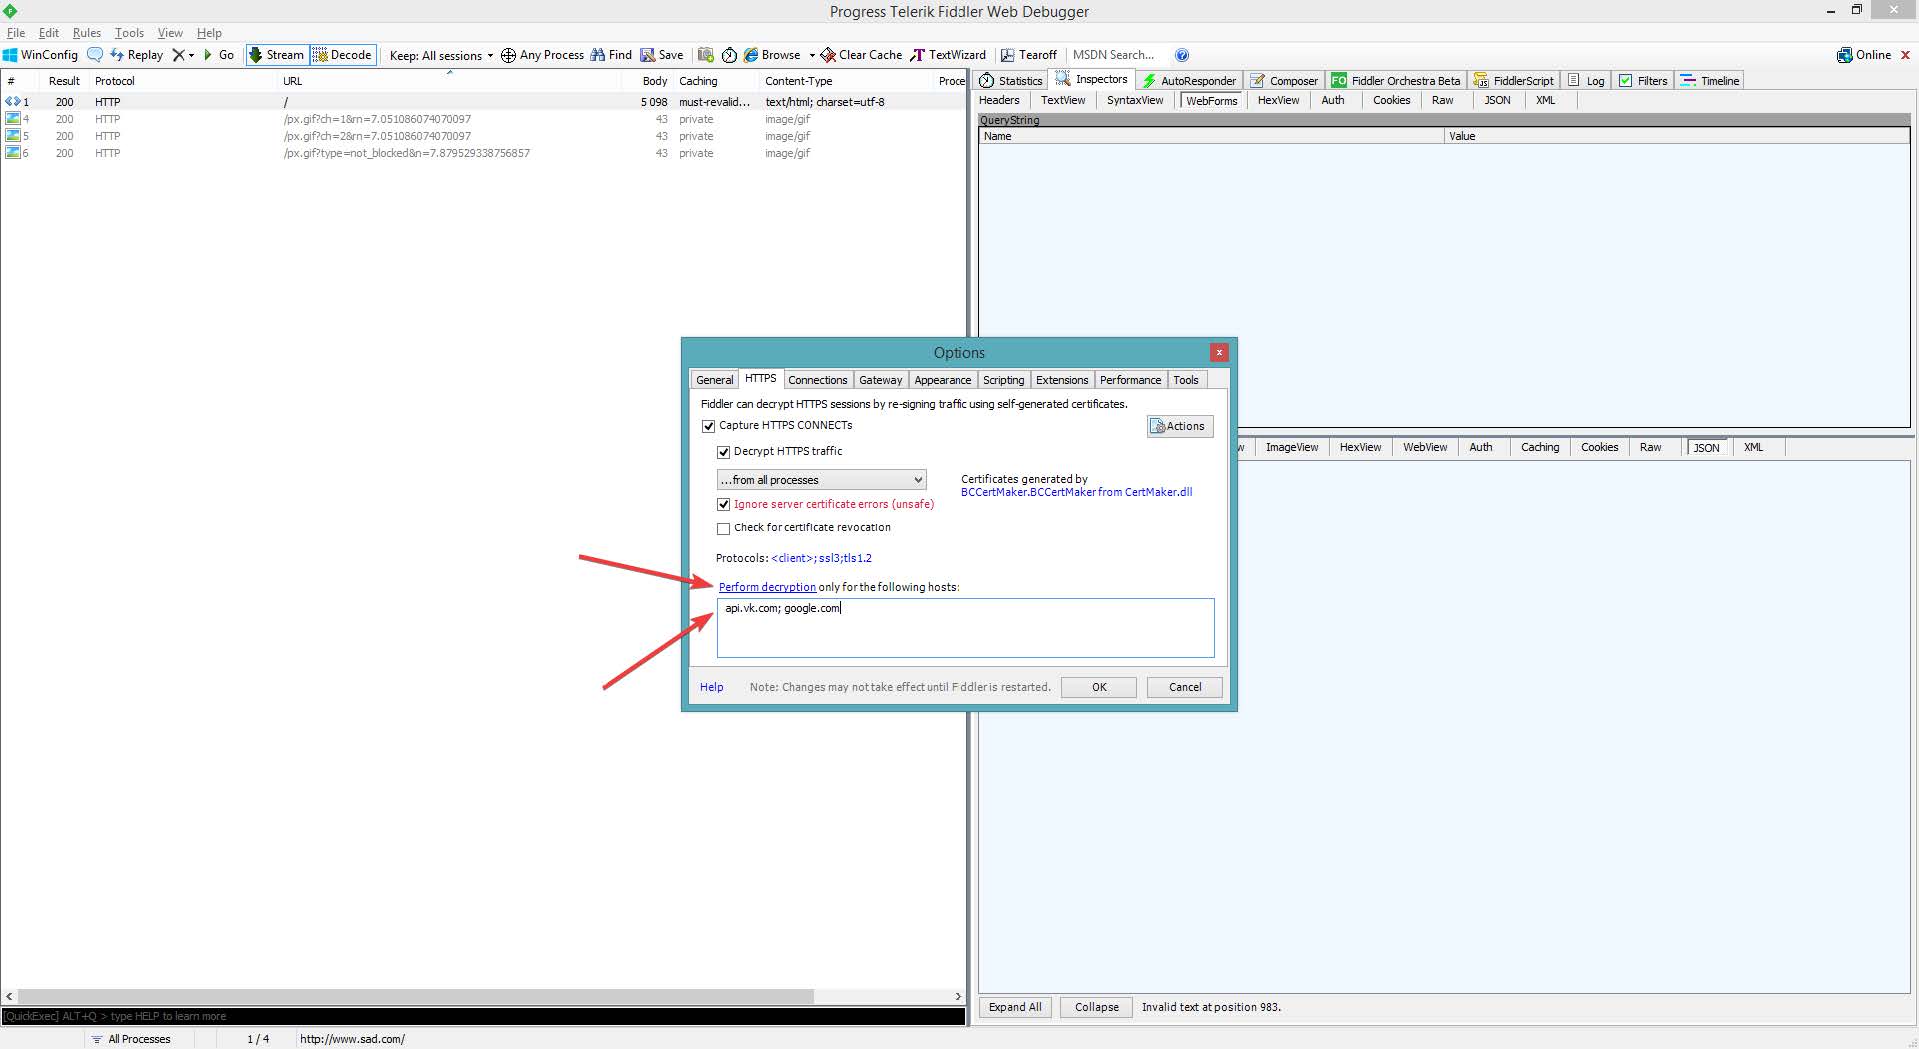 Progress Telerik Fiddler Web Debugger
File Edit Rules Tools View Help
WinConfig Replay Go Stream Decode Keep: All sessions Any Process Find Save Browse Clear Cache TextWizard Tearoff MSDN Search... Online
# Result Protocol URL Body Caching Content-Type Proce
1 200 HTTP / 5 098 must-revalid... text/html; charset=utf-8
4 200 HTTP /px.gif?ch=1&rn=7.051086074070097 43 private image/gif
5 200 HTTP /px.gif?ch=2&rn=7.051086074070097 43 private image/gif
6 200 HTTP /px.gif?type=not_blocked&n=7.879529338756857 43 private image/gif
Statistics Inspectors AutoResponder Composer FO Fiddler Orchestra Beta FiddlerScript Log Filters Timeline
Headers TextView SyntaxView WebForms HexView Auth Cookies Raw JSON XML
QueryString
Name Value
Options
General HTTPS Connections Gateway Appearance Scripting Extensions Performance Tools
Fiddler can decrypt HTTPS sessions by re-signing traffic using self-generated certificates.
Capture HTTPS CONNECTs Actions
Decrypt HTTPS traffic
...from all processes
Certificates generated by
BCCertMaker.BCCertMaker from CertMaker.dll
Ignore server certificate errors (unsafe)
Check for certificate revocation
Protocols: <client>;ssl3;tls1.2
Perform decryption only for the following hosts:
api.vk.com; google.com
Help Note: Changes may not take effect until Fiddler is restarted. OK Cancel
w ImageView HexView WebView Auth Caching Cookies Raw JSON XML
Expand All Collapse Invalid text at position 983.
[QuickExec] ALT+Q > type HELP to learn more
All Processes 1 / 4 http://www.sad.com/